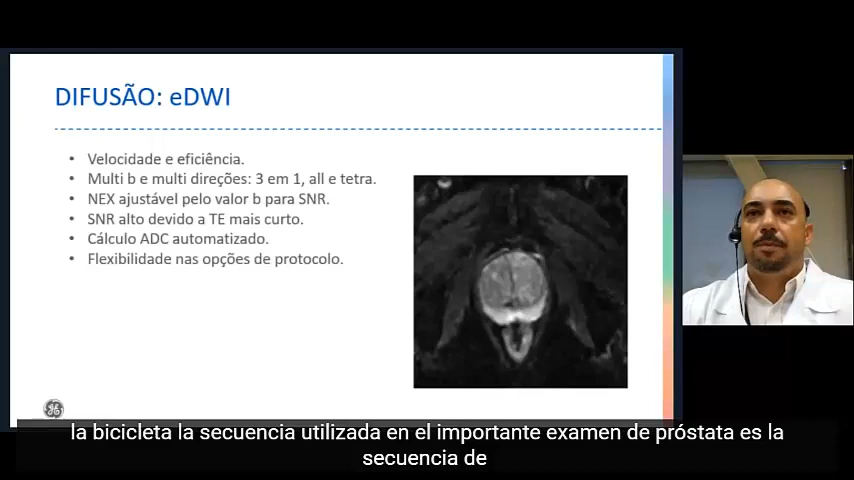 DIFUSÃO: eDWI
• Velocidade e eficiência.
• Multi b e multi direções: 3 em 1, all e tetra.
• NEX ajustável pelo valor b para SNR.
• SNR alto devido a TE mais curto.
• Cálculo ADC automatizado.
• Flexibilidade nas opções de protocolo.
la bicicleta la secuencia utilizada en el importante examen de próstata es la
secuencia de